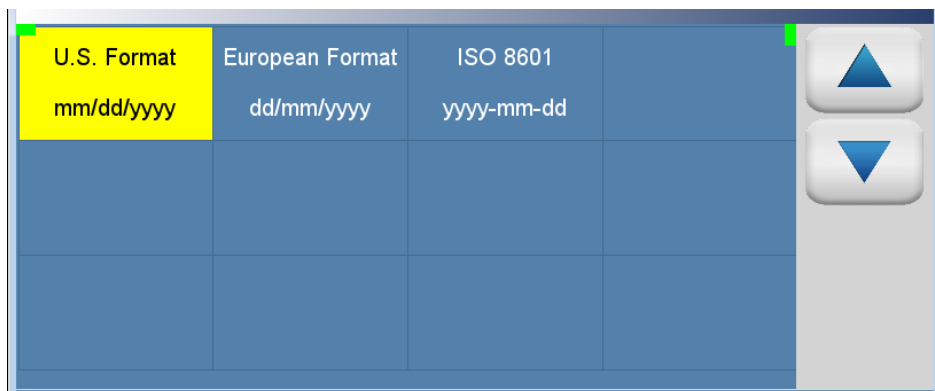 U.S. Format
mm/dd/yyyy
European Format
dd/mm/yyyy
ISO 8601
yyyy-mm-dd